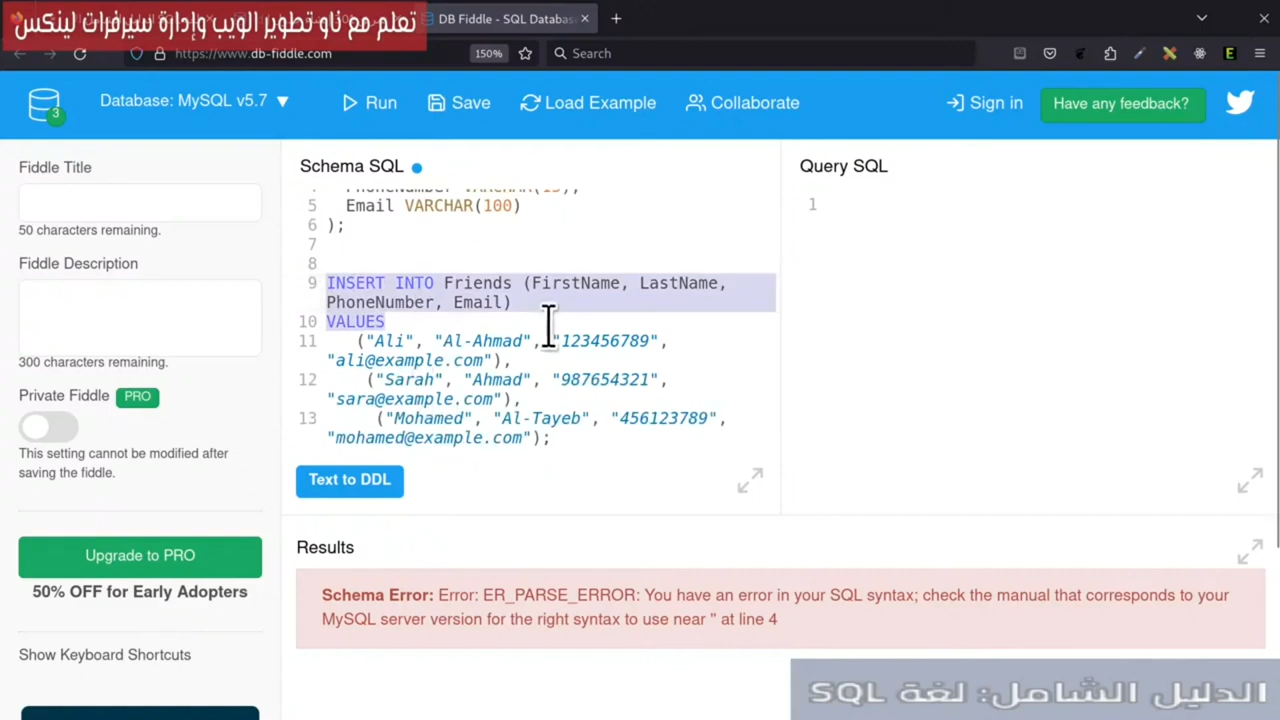 تعلم مع ناو تطوير الويب وإدارة سيرفرات لينكس
DB Fiddle - SQL Databas
https://www.db-fiddle.com
150%
Search
E
3
Database: MySQL v5.7 ▼
Run
Save
Load Example
Collaborate
Sign in
Have any feedback?
Fiddle Title
50 characters remaining.
Fiddle Description
300 characters remaining.
Private Fiddle PRO
This setting cannot be modified after
saving the fiddle.
Upgrade to PRO
50% OFF for Early Adopters
Show Keyboard Shortcuts
Schema SQL
4 PhoneNumber VARCHAR(15),
5 Email VARCHAR(100)
6 );
7
8
9 INSERT INTO Friends (FirstName, LastName,
PhoneNumber, Email)
10 VALUES
11 ("Ali", "Al-Ahmad", "123456789",
"ali@example.com"),
12 ("Sarah", "Ahmad", "987654321",
"sara@example.com"),
13 ("Mohamed", "Al-Tayeb", "456123789",
"mohamed@example.com");
Text to DDL
Query SQL
1
Results
Schema Error: Error: ER_PARSE_ERROR: You have an error in your SQL syntax; check the manual that corresponds to your
MySQL server version for the right syntax to use near '' at line 4
الدليل الشامل: لغة SQL